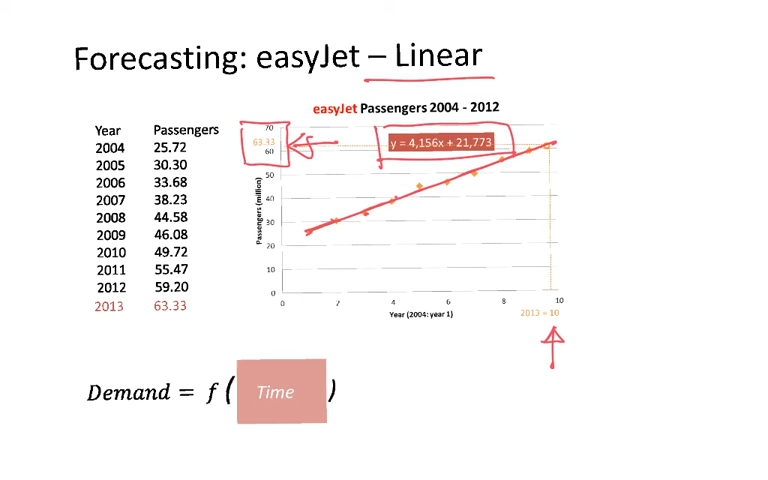 Forecasting: easyJet – Linear
easyJet Passengers 2004 - 2012
Year Passengers
2004 25.72
2005 30.30
2006 33.68
2007 38.23
2008 44.58
2009 46.08
2010 49.72
2011 55.47
2012 59.20
2013 63.33
70
63.33
60
50
40
30
20
10
0
Passengers (million)
y = 4,156x + 21,773
0 2 4 6 8 10
Year (2004: year 1)
2013 = 10
Demand = f ( Time )